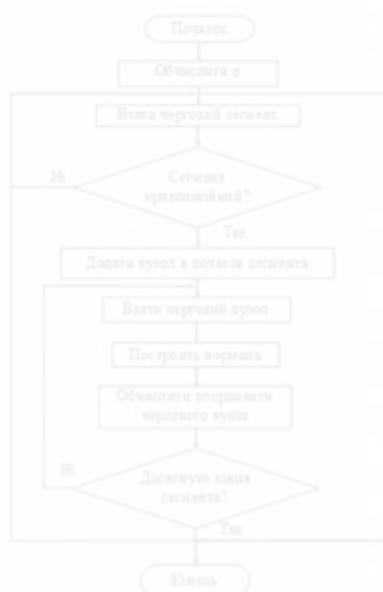 Початок
Обчислити α
Взяти черговий сегмент
Ні
Сегмент
криволінійний?
Так
Додати вузол в початок сегмента
Взяти черговий вузол
Построить нормаль
Обчислити координати
чергового вузла
Ні
Досягнуто кінця
сегмента?
Так
Кінець